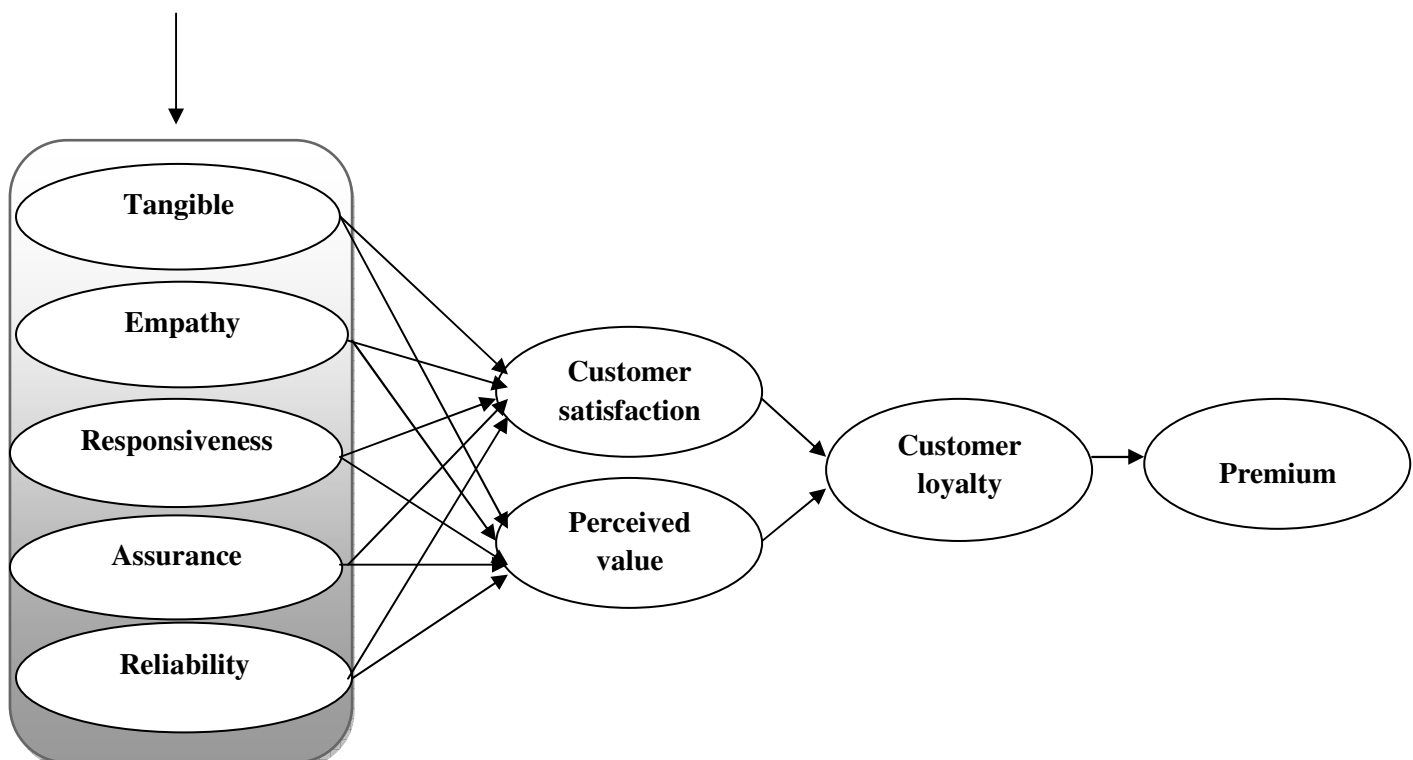 Tangible
Empathy
Responsiveness
Assurance
Reliability
Customer
satisfaction
Perceived
value
Customer
loyalty
Premium